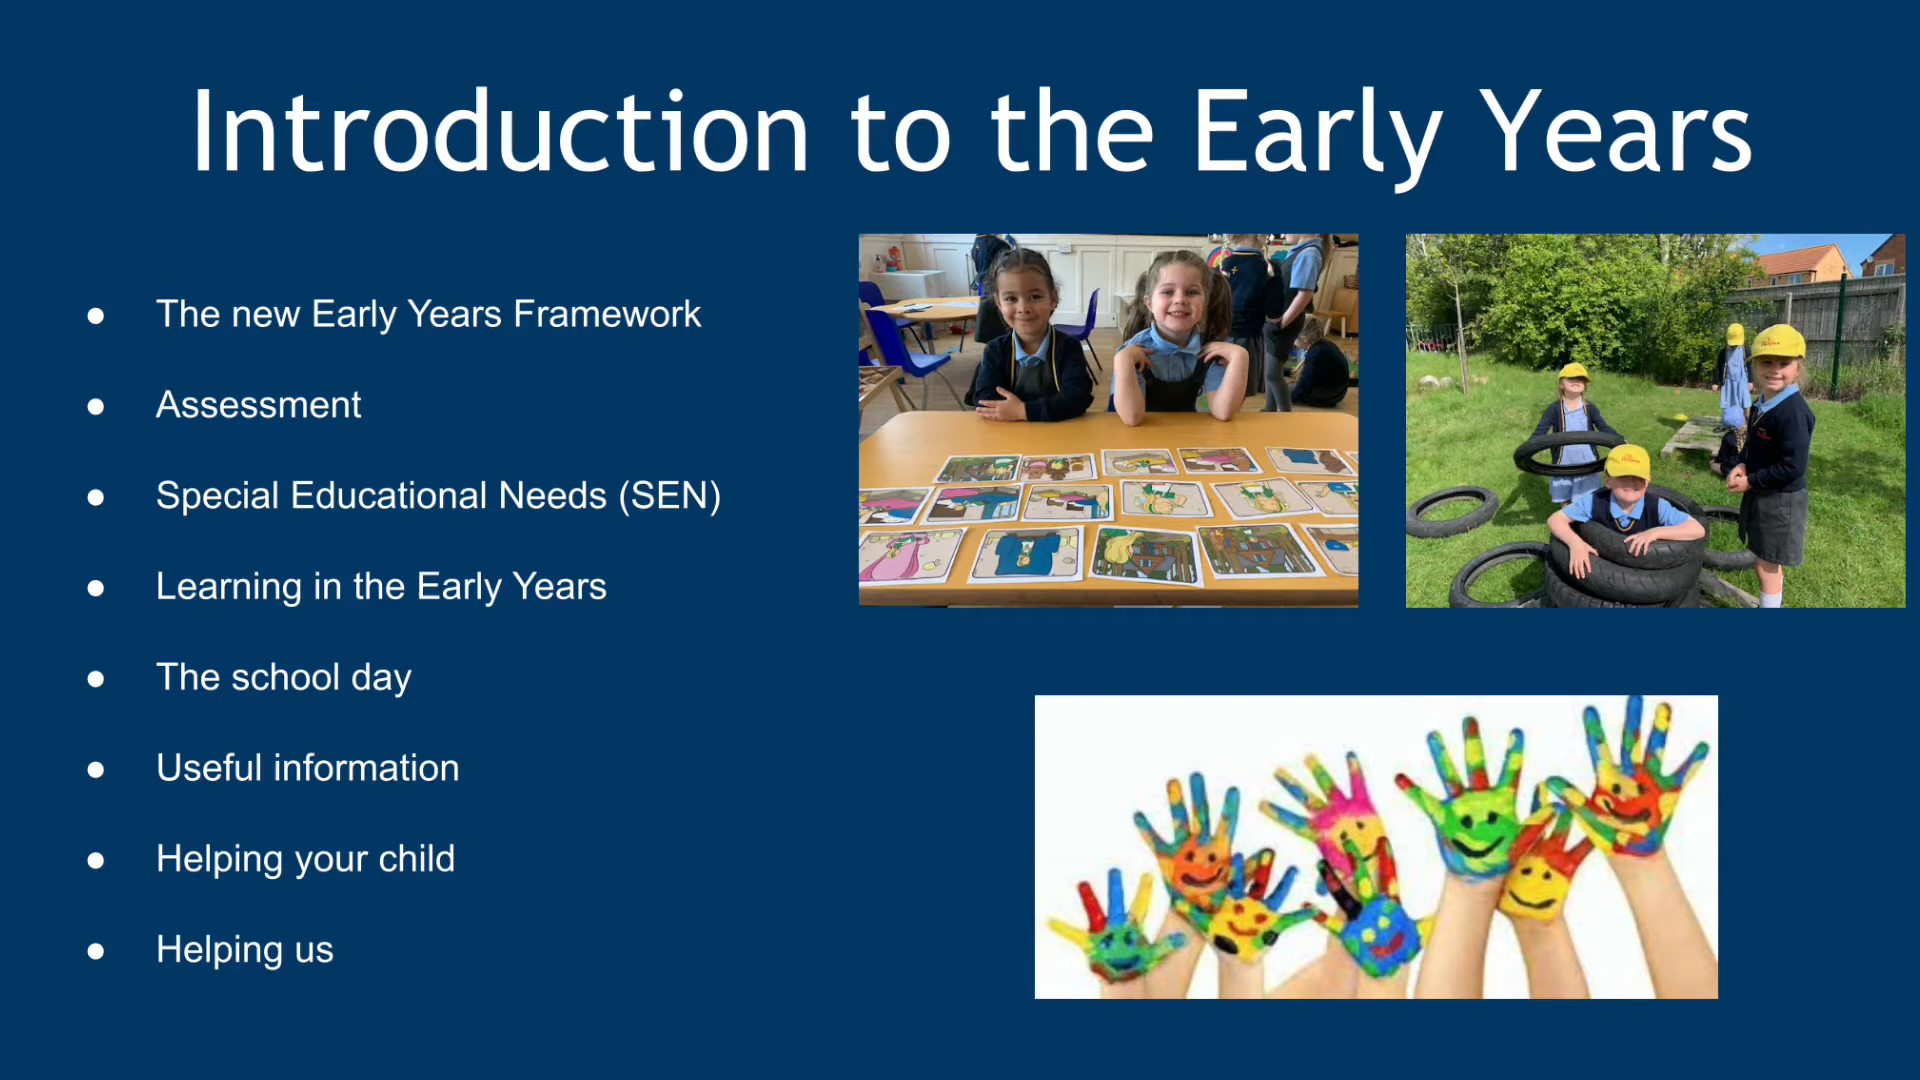 Introduction to the Early Years
● The new Early Years Framework
● Assessment
● Special Educational Needs (SEN)
● Learning in the Early Years
● The school day
● Useful information
● Helping your child
● Helping us